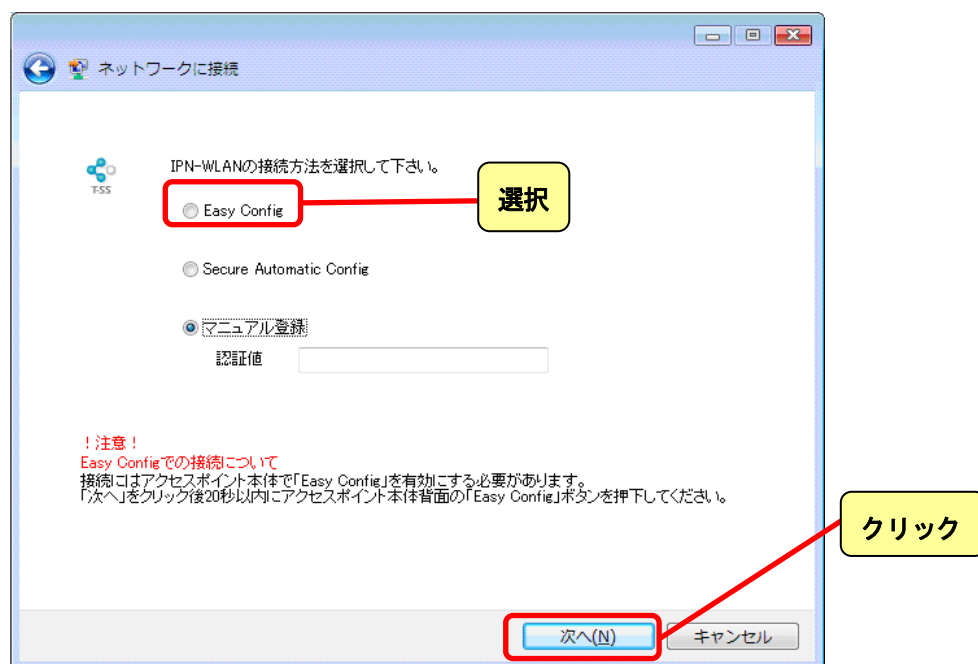 ネットワークに接続
T-SS
IPN-WLANの接続方法を選択して下さい。
Easy Config
選択
Secure Automatic Config
マニュアル登録
認証値
！注意！
Easy Configでの接続について
接続にはアクセスポイント本体で「Easy Config」を有効にする必要があります。
「次へ」をクリック後20秒以内にアクセスポイント本体背面の「Easy Config」ボタンを押下してください。
クリック
次へ(N)
キャンセル